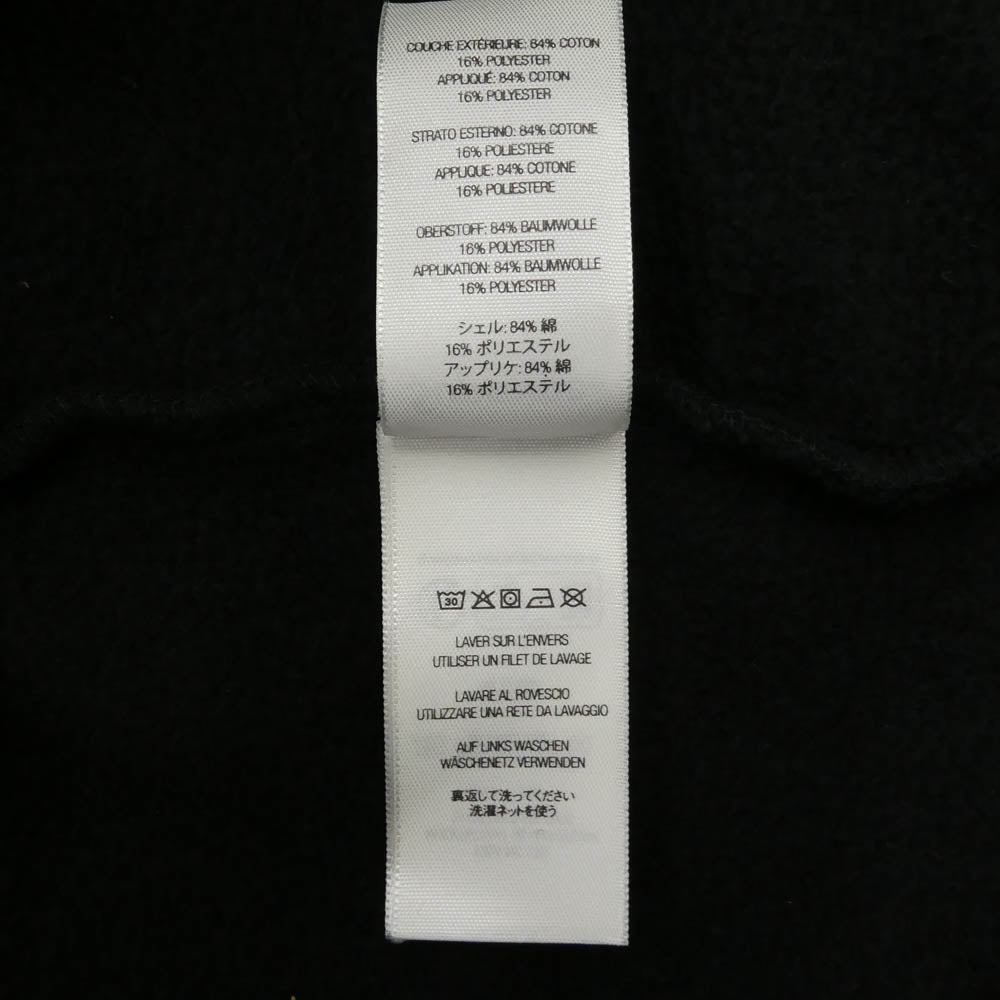 COUCHE EXTÉRIEURE: 84% COTON
16% POLYESTER
APPLIQUÉ: 84% COTON
16% POLYESTER
STRATO ESTERNO: 84% COTONE
16% POLIESTERE
APPLIQUE: 84% COTONE
16% POLIESTERE
OBERSTOFF: 84% BAUMWOLLE
16% POLYESTER
APPLIKATION: 84% BAUMWOLLE
16% POLYESTER
シェル: 84% 綿
16% ポリエステル
アップリケ: 84% 綿
16% ポリエステル
30
LAVER SUR L'ENVERS
UTILISER UN FILET DE LAVAGE
LAVARE AL ROVESCIO
UTILIZZARE UNA RETE DA LAVAGGIO
AUF LINKS WASCHEN
WÄSCHENETZ VERWENDEN
裏返して洗ってください
洗濯ネットを使う